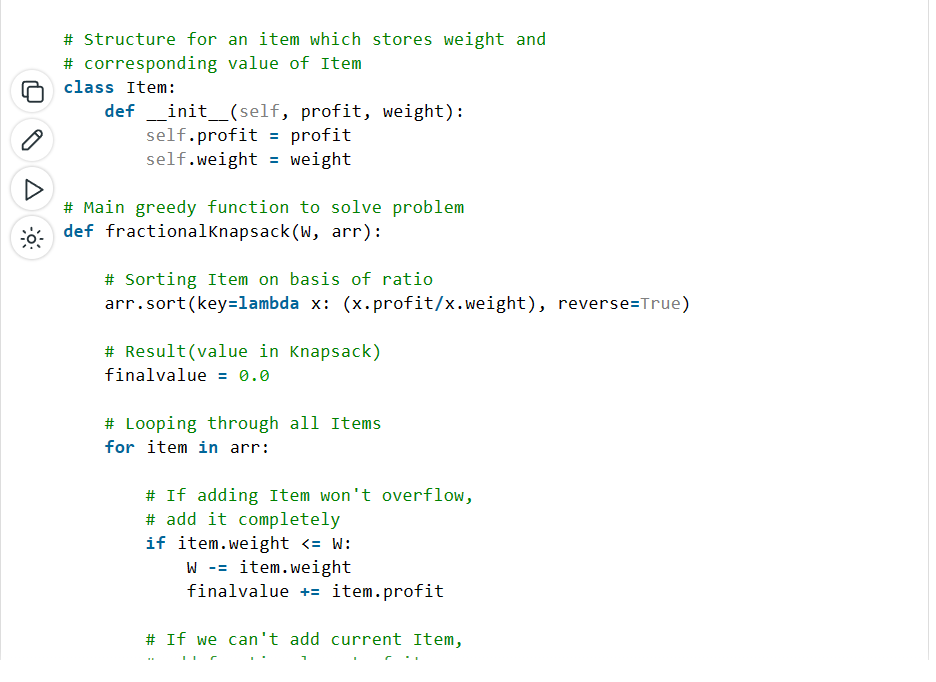 # Structure for an item which stores weight and
# corresponding value of Item
class Item:
    def __init__(self, profit, weight):
        self.profit = profit
        self.weight = weight
# Main greedy function to solve problem
def fractionalKnapsack(W, arr):
    # Sorting Item on basis of ratio
    arr.sort(key=lambda x: (x.profit/x.weight), reverse=True)
    # Result(value in Knapsack)
    finalvalue = 0.0
    # Looping through all Items
    for item in arr:
        # If adding Item won't overflow,
        # add it completely
        if item.weight <= W:
            W -= item.weight
            finalvalue += item.profit
        # If we can't add current Item,